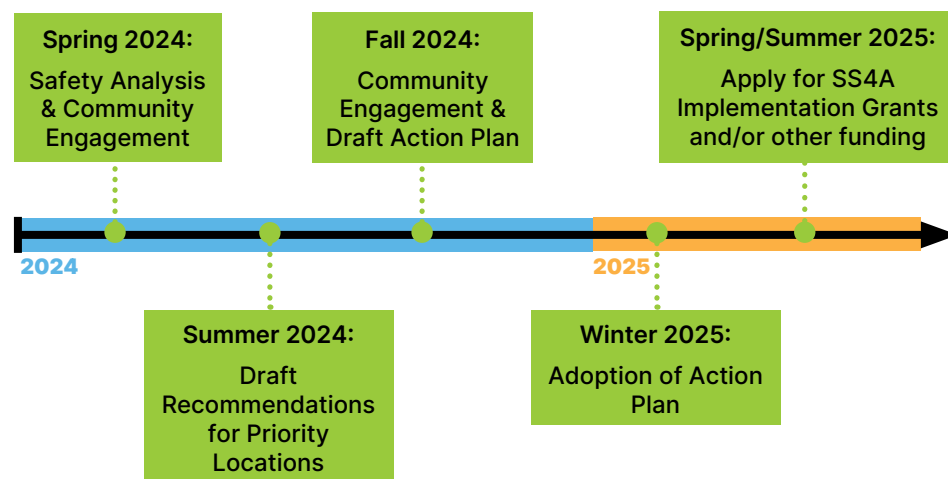 Spring 2024:
Safety Analysis
& Community
Engagement
Fall 2024:
Community
Engagement &
Draft Action Plan
Spring/Summer 2025:
Apply for SS4A
Implementation Grants
and/or other funding
2024
2025
Summer 2024:
Draft
Recommendations
for Priority
Locations
Winter 2025:
Adoption of Action
Plan